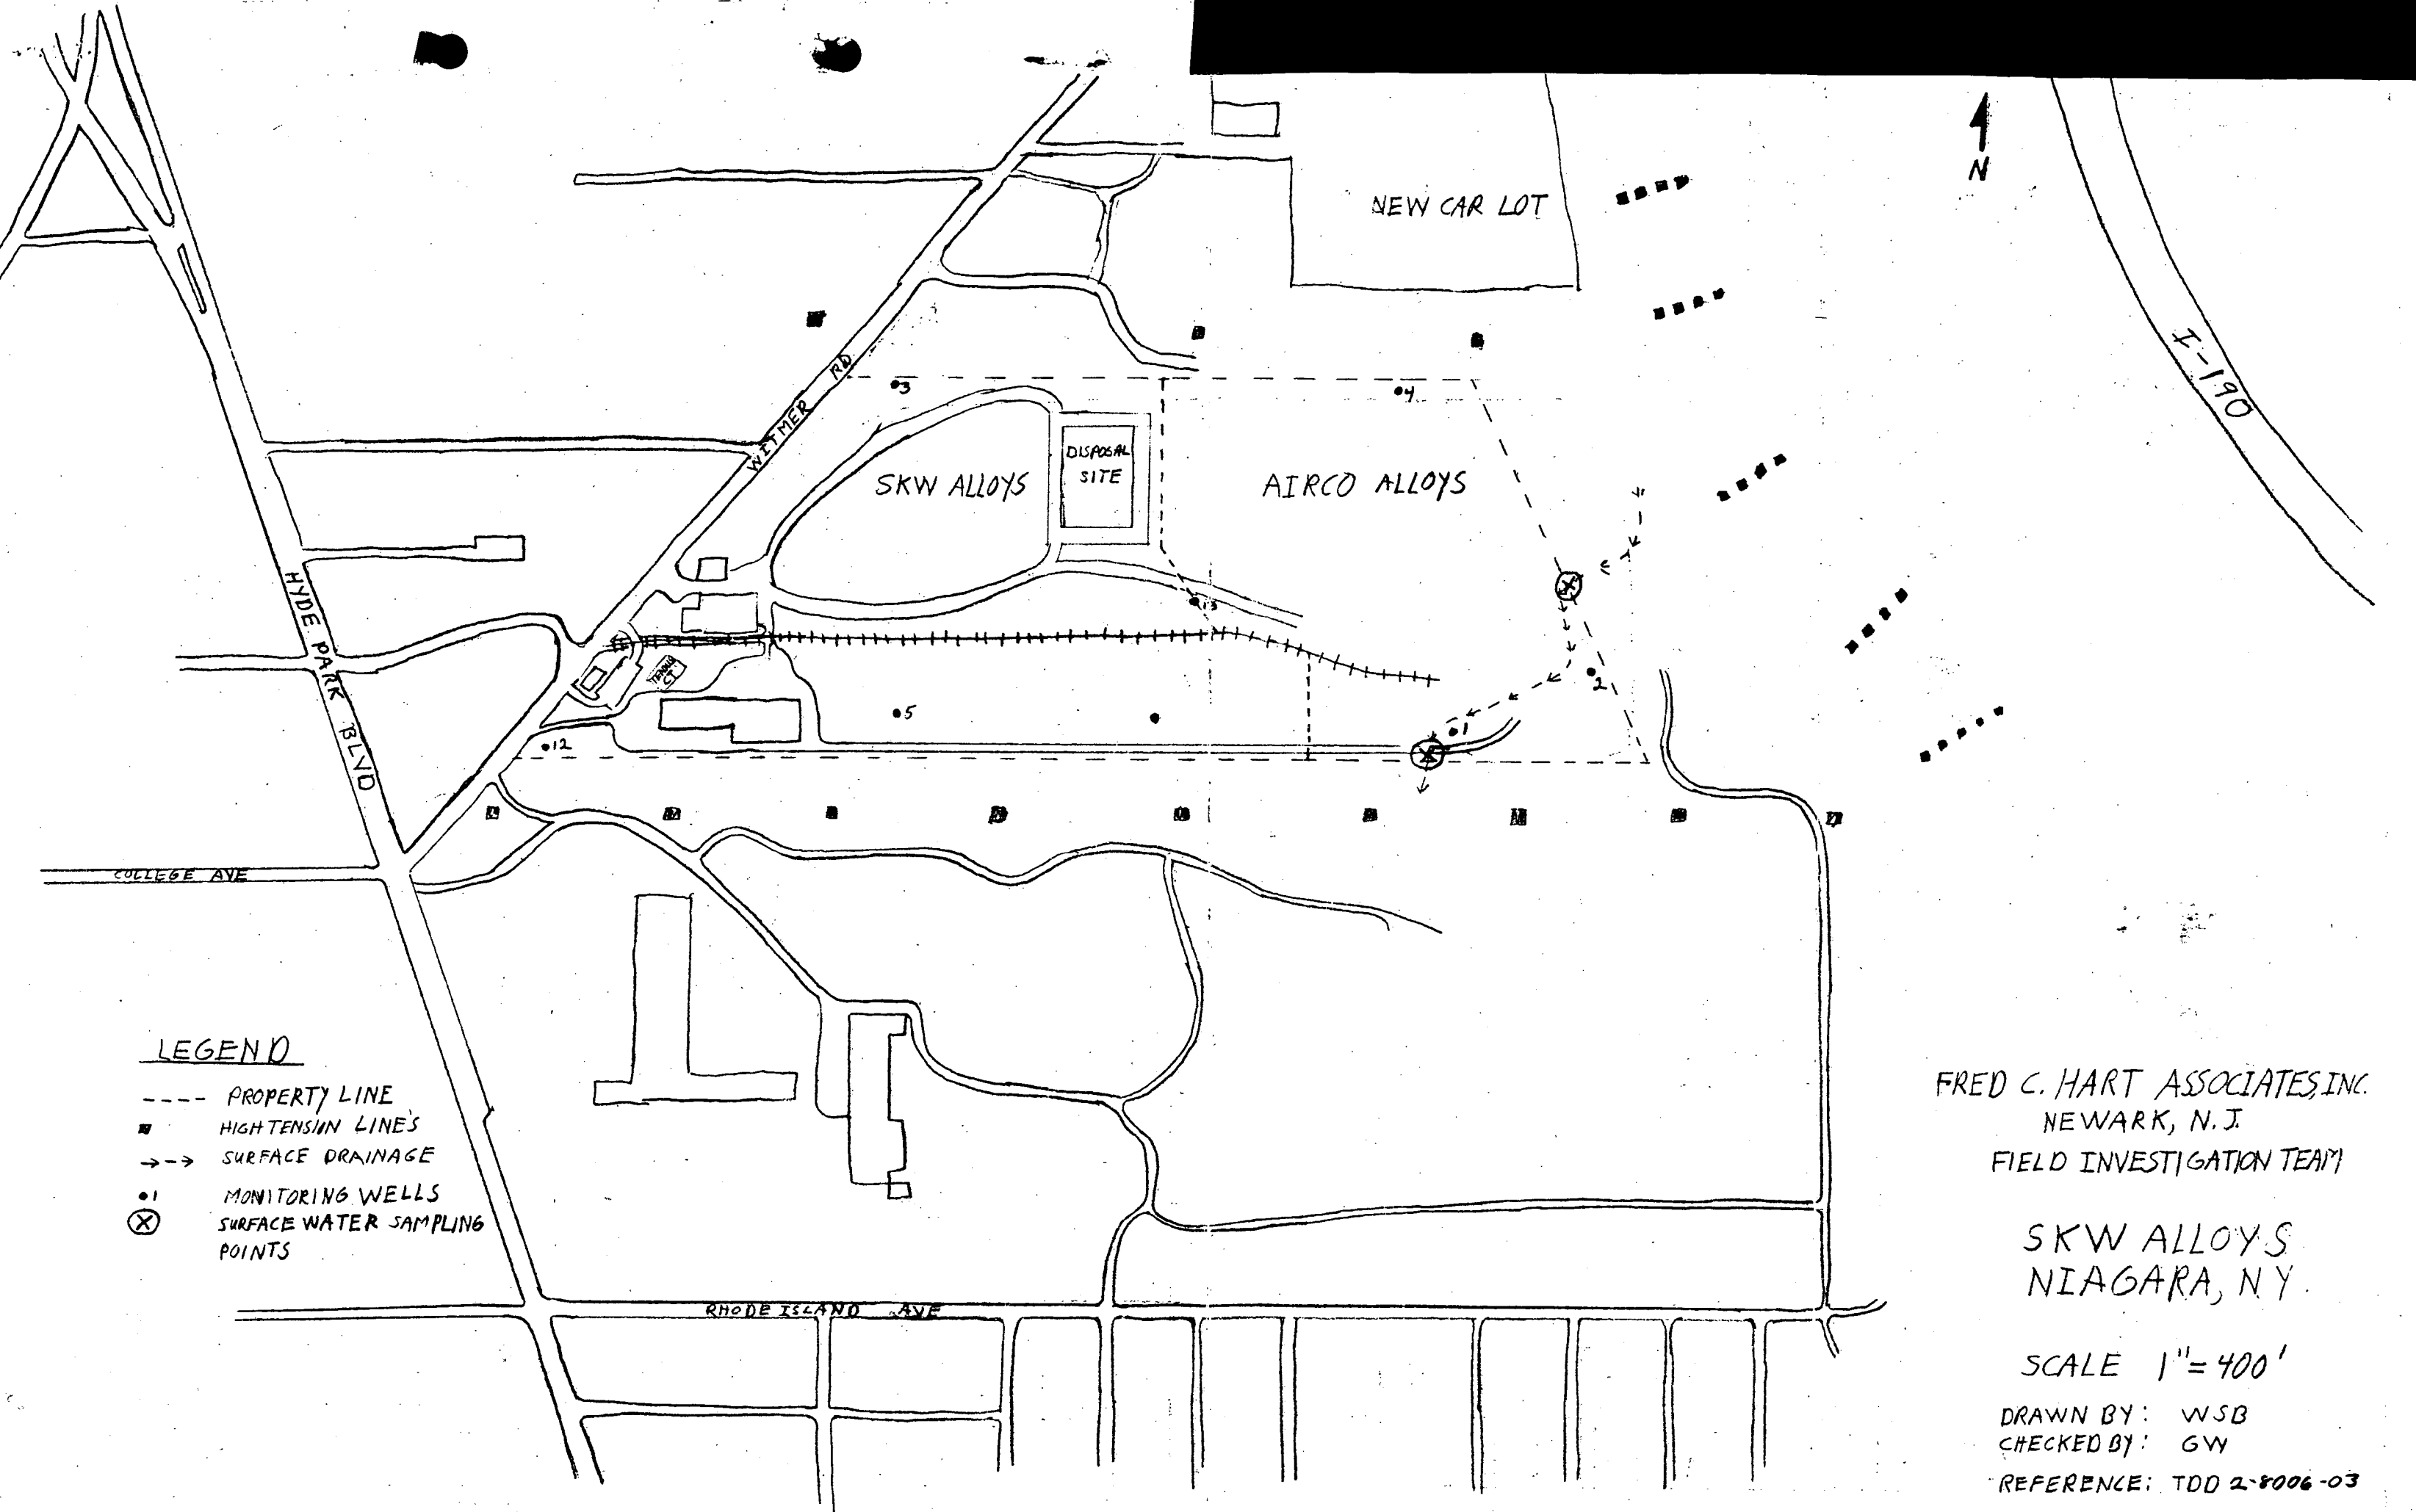 N
NEW CAR LOT
I-190
WITMER RD
3
4
SKW ALLOYS
DISPOSAL
SITE
AIRCO ALLOYS
HYDE PARK BLVD
13
2
5
1
12
COLLEGE AVE
LEGEND
PROPERTY LINE
HIGH TENSION LINE'S
SURFACE DRAINAGE
1 MONITORING WELLS
X SURFACE WATER SAMPLING
POINTS
RHODE ISLAND AVE
FRED C. HART ASSOCIATES, INC.
NEWARK, N.J.
FIELD INVESTIGATION TEAM
SKW ALLOYS
NIAGARA, NY.
SCALE 1"=400'
DRAWN BY: WSB
CHECKED BY: GW
REFERENCE: TDD 2-8006-03